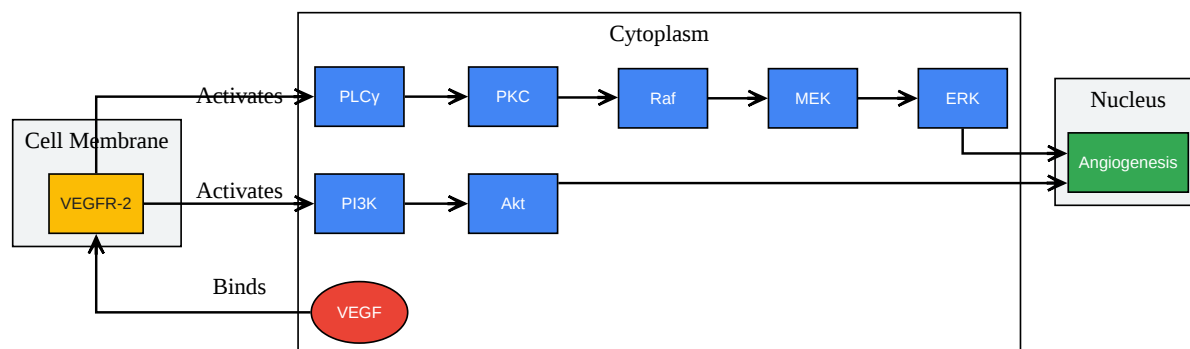 Cytoplasm
Activates
PLCγ
PKC
Raf
MEK
ERK
Nucleus
Cell Membrane
Angiogenesis
VEGFR-2
Activates
PI3K
Akt
Binds
VEGF